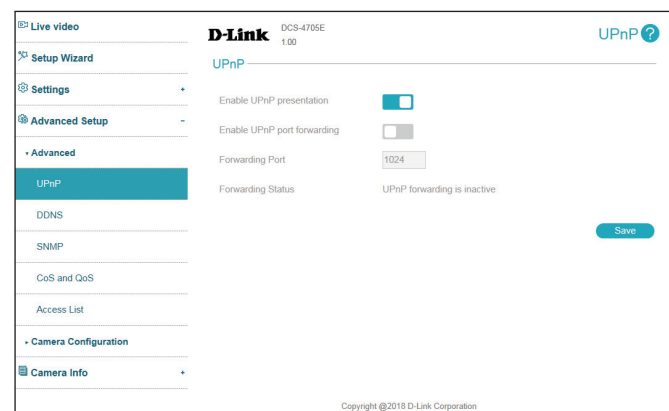 Live video
Setup Wizard
Settings +
Advanced Setup -
Advanced
UPnP
DDNS
SNMP
CoS and QoS
Access List
Camera Configuration
Camera Info +
D-Link DCS-4705E
1.00
UPnP ?
UPnP
Enable UPnP presentation
Enable UPnP port forwarding
Forwarding Port 1024
Forwarding Status UPnP forwarding is inactive
Save
Copyright @2018 D-Link Corporation